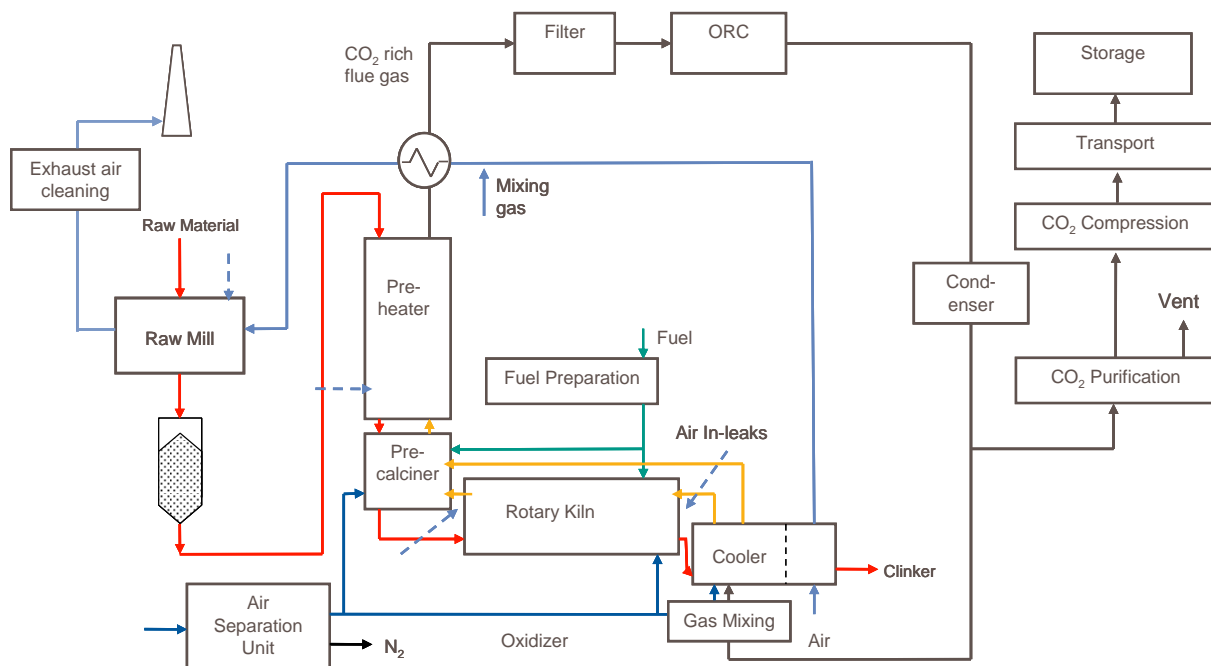 Filter
ORC
CO₂ rich
flue gas
Storage
Transport
Exhaust air
cleaning
Mixing
gas
Raw Material
CO₂ Compression
Pre-
heater
Cond-
enser
Vent
Raw Mill
Fuel
Fuel Preparation
CO₂ Purification
Air In-leaks
Pre-
calciner
Rotary Kiln
Cooler
Clinker
Air
Separation
Unit
Gas Mixing
Oxidizer
Air
N₂